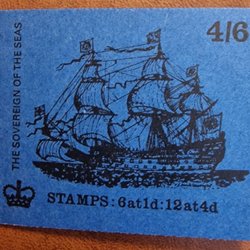 4/6
THE SOVEREIGN OF THE SEAS
STAMPS:6at1d:12at4d